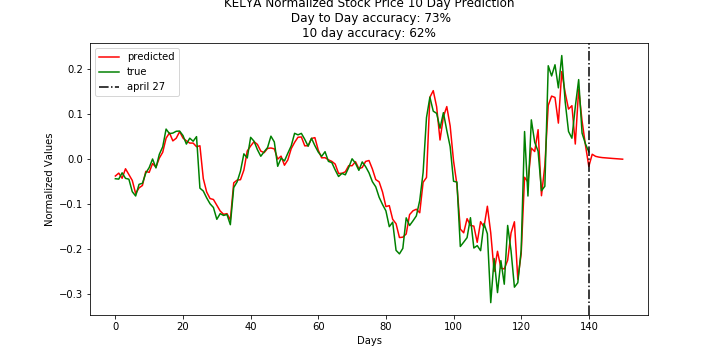 KELYA Normalized Stock Price 10 Day Prediction
Day to Day accuracy: 73%
10 day accuracy: 62%
predicted
true
april 27
Normalized Values
0.2
0.1
0.0
−0.1
−0.2
−0.3
0 20 40 60 80 100 120 140
Days